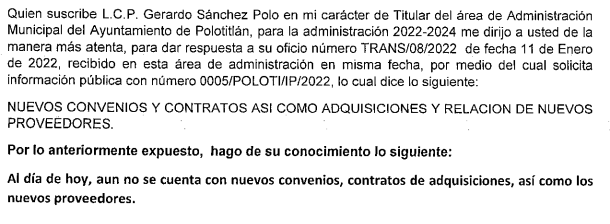 Quien suscribe L.C.P. Gerardo Sánchez Polo en mi carácter de Titular del área de Administración
Municipal del Ayuntamiento de Polotitlán, para la administración 2022-2024 me dirijo a usted de
la manera más atenta, para dar respuesta a su oficio número TRANS/08/2022 de fecha 11 de Enero
de 2022, recibido en esta área de administración en misma fecha, por medio del cual solicita
información pública con número 0005/POLOTI/IP/2022, lo cual dice lo siguiente:
NUEVOS CONVENIOS Y CONTRATOS ASI COMO ADQUISICIONES Y RELACION DE NUEVOS
PROVEEDORES.
Por lo anteriormente expuesto, hago de su conocimiento lo siguiente:
Al día de hoy, aun no se cuenta con nuevos convenios, contratos de adquisiciones, así como los
nuevos proveedores.